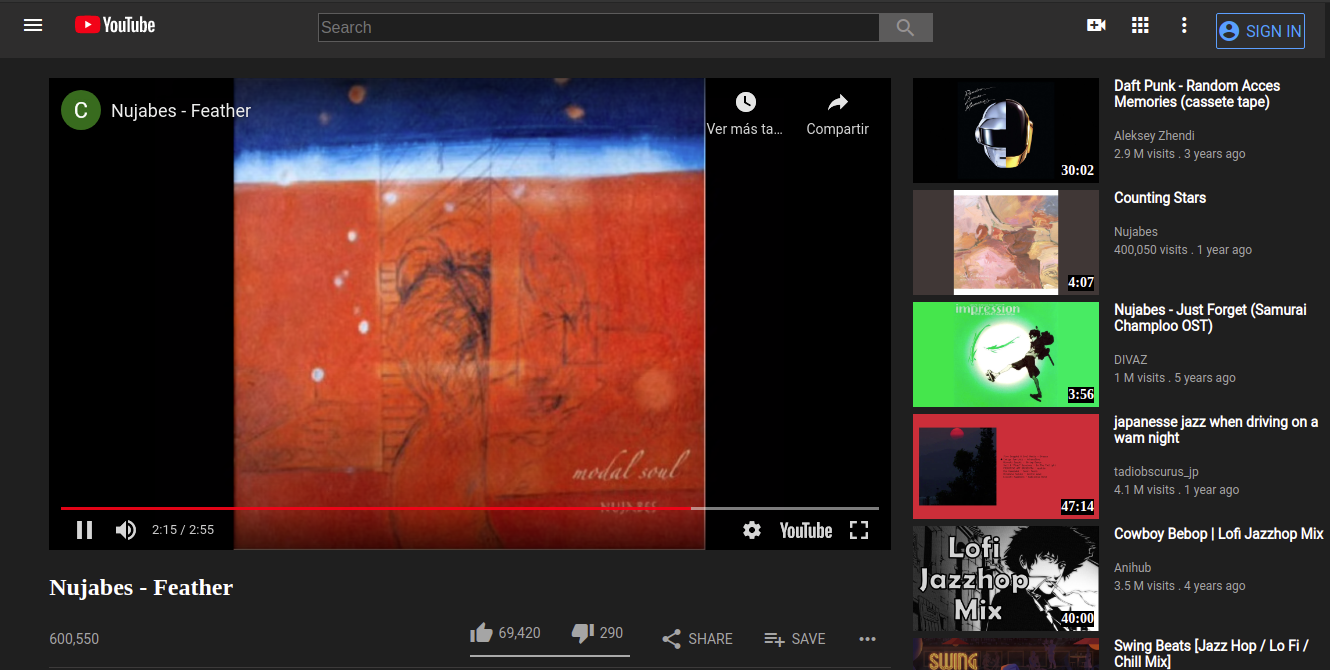 YouTube
Search
SIGN IN
C
Nujabes - Feather
Ver más ta...
Compartir
modal soul
NUJABES
2:15 / 2:55
YouTube
Nujabes - Feather
600,550
69,420
290
SHARE
SAVE
30:02
Daft Punk - Random Acces
Memories (cassete tape)
Aleksey Zhendi
2.9 M visits . 3 years ago
4:07
Counting Stars
Nujabes
400,050 visits . 1 year ago
impression
3:56
Nujabes - Just Forget (Samurai
Champloo OST)
DIVAZ
1 M visits . 5 years ago
47:14
japanesse jazz when driving on a
wam night
tadiobscurus_jp
4.1 M visits . 1 year ago
Lofi
Jazzhop
Mix
40:00
Cowboy Bebop | Lofi Jazzhop Mix
Anihub
3.5 M visits . 4 years ago
SWING
Swing Beats [Jazz Hop / Lo Fi /
Chill Mix]